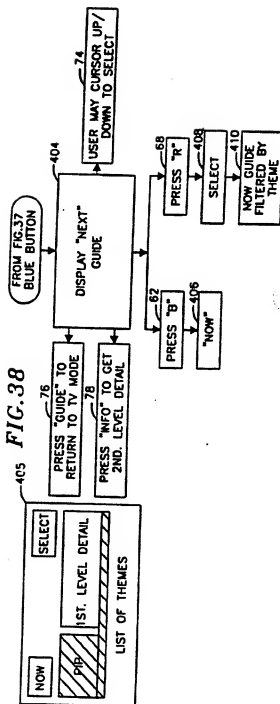 FIG.38
FROM FIG.37
BLUE BUTTON
404
DISPLAY "NEXT"
GUIDE
74
USER MAY CURSOR UP/
DOWN TO SELECT
76
PRESS "GUIDE" TO
RETURN TO TV MODE
78
PRESS "INFO" TO GET
2ND. LEVEL DETAIL
62
PRESS "B"
406
"NOW"
68
PRESS "R"
408
SELECT
410
NOW GUIDE
FILTERED BY
THEME
405
NOW
SELECT
PIP
1ST. LEVEL DETAIL
LIST OF THEMES